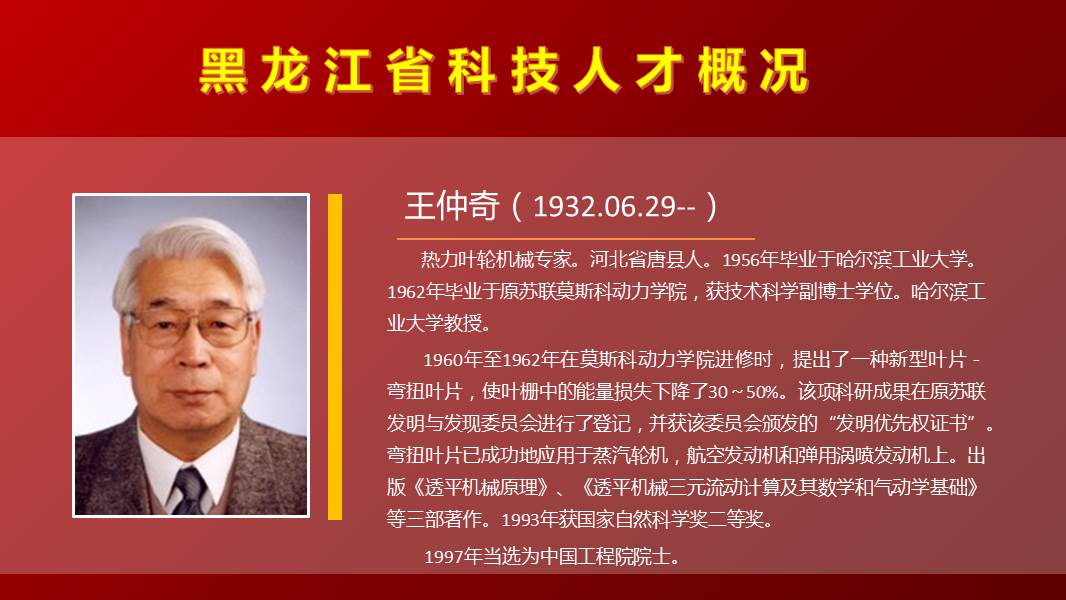 黑龙江省科技人才概况
王仲奇（1932.06.29--）
热力叶轮机械专家。河北省唐县人。1956年毕业于哈尔滨工业大学。
1962年毕业于原苏联莫斯科动力学院，获技术科学副博士学位。哈尔滨工
业大学教授。
1960年至1962年在莫斯科动力学院进修时，提出了一种新型叶片－
弯扭叶片，使叶栅中的能量损失下降了30～50%。该项科研成果在原苏联
发明与发现委员会进行了登记，并获该委员会颁发的“发明优先权证书”。
弯扭叶片已成功地应用于蒸汽轮机，航空发动机和弹用涡喷发动机上。出
版《透平机械原理》、《透平机械三元流动计算及其数学和气动学基础》
等三部著作。1993年获国家自然科学奖二等奖。
1997年当选为中国工程院院士。